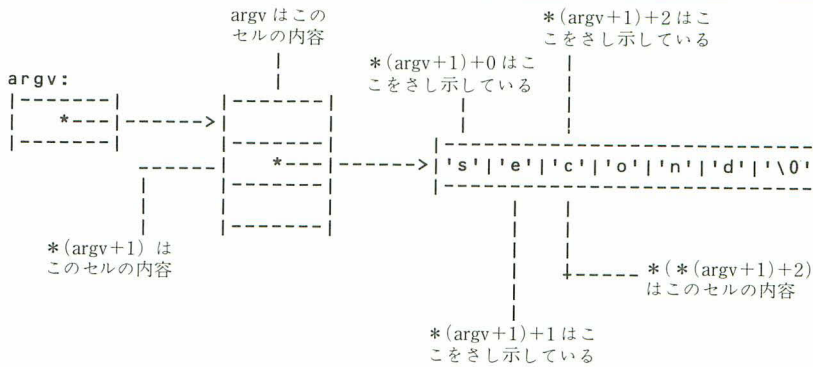 argv はこの
セルの内容
*(argv+1)+2 はこ
こをさし示している
*(argv+1)+0 はこ
こをさし示している
argv:
's' 'e' 'c' 'o' 'n' 'd' '\0'
*(argv+1) は
このセルの内容
*(*(argv+1)+2)
はこのセルの内容
*(argv+1)+1 はこ
こをさし示している